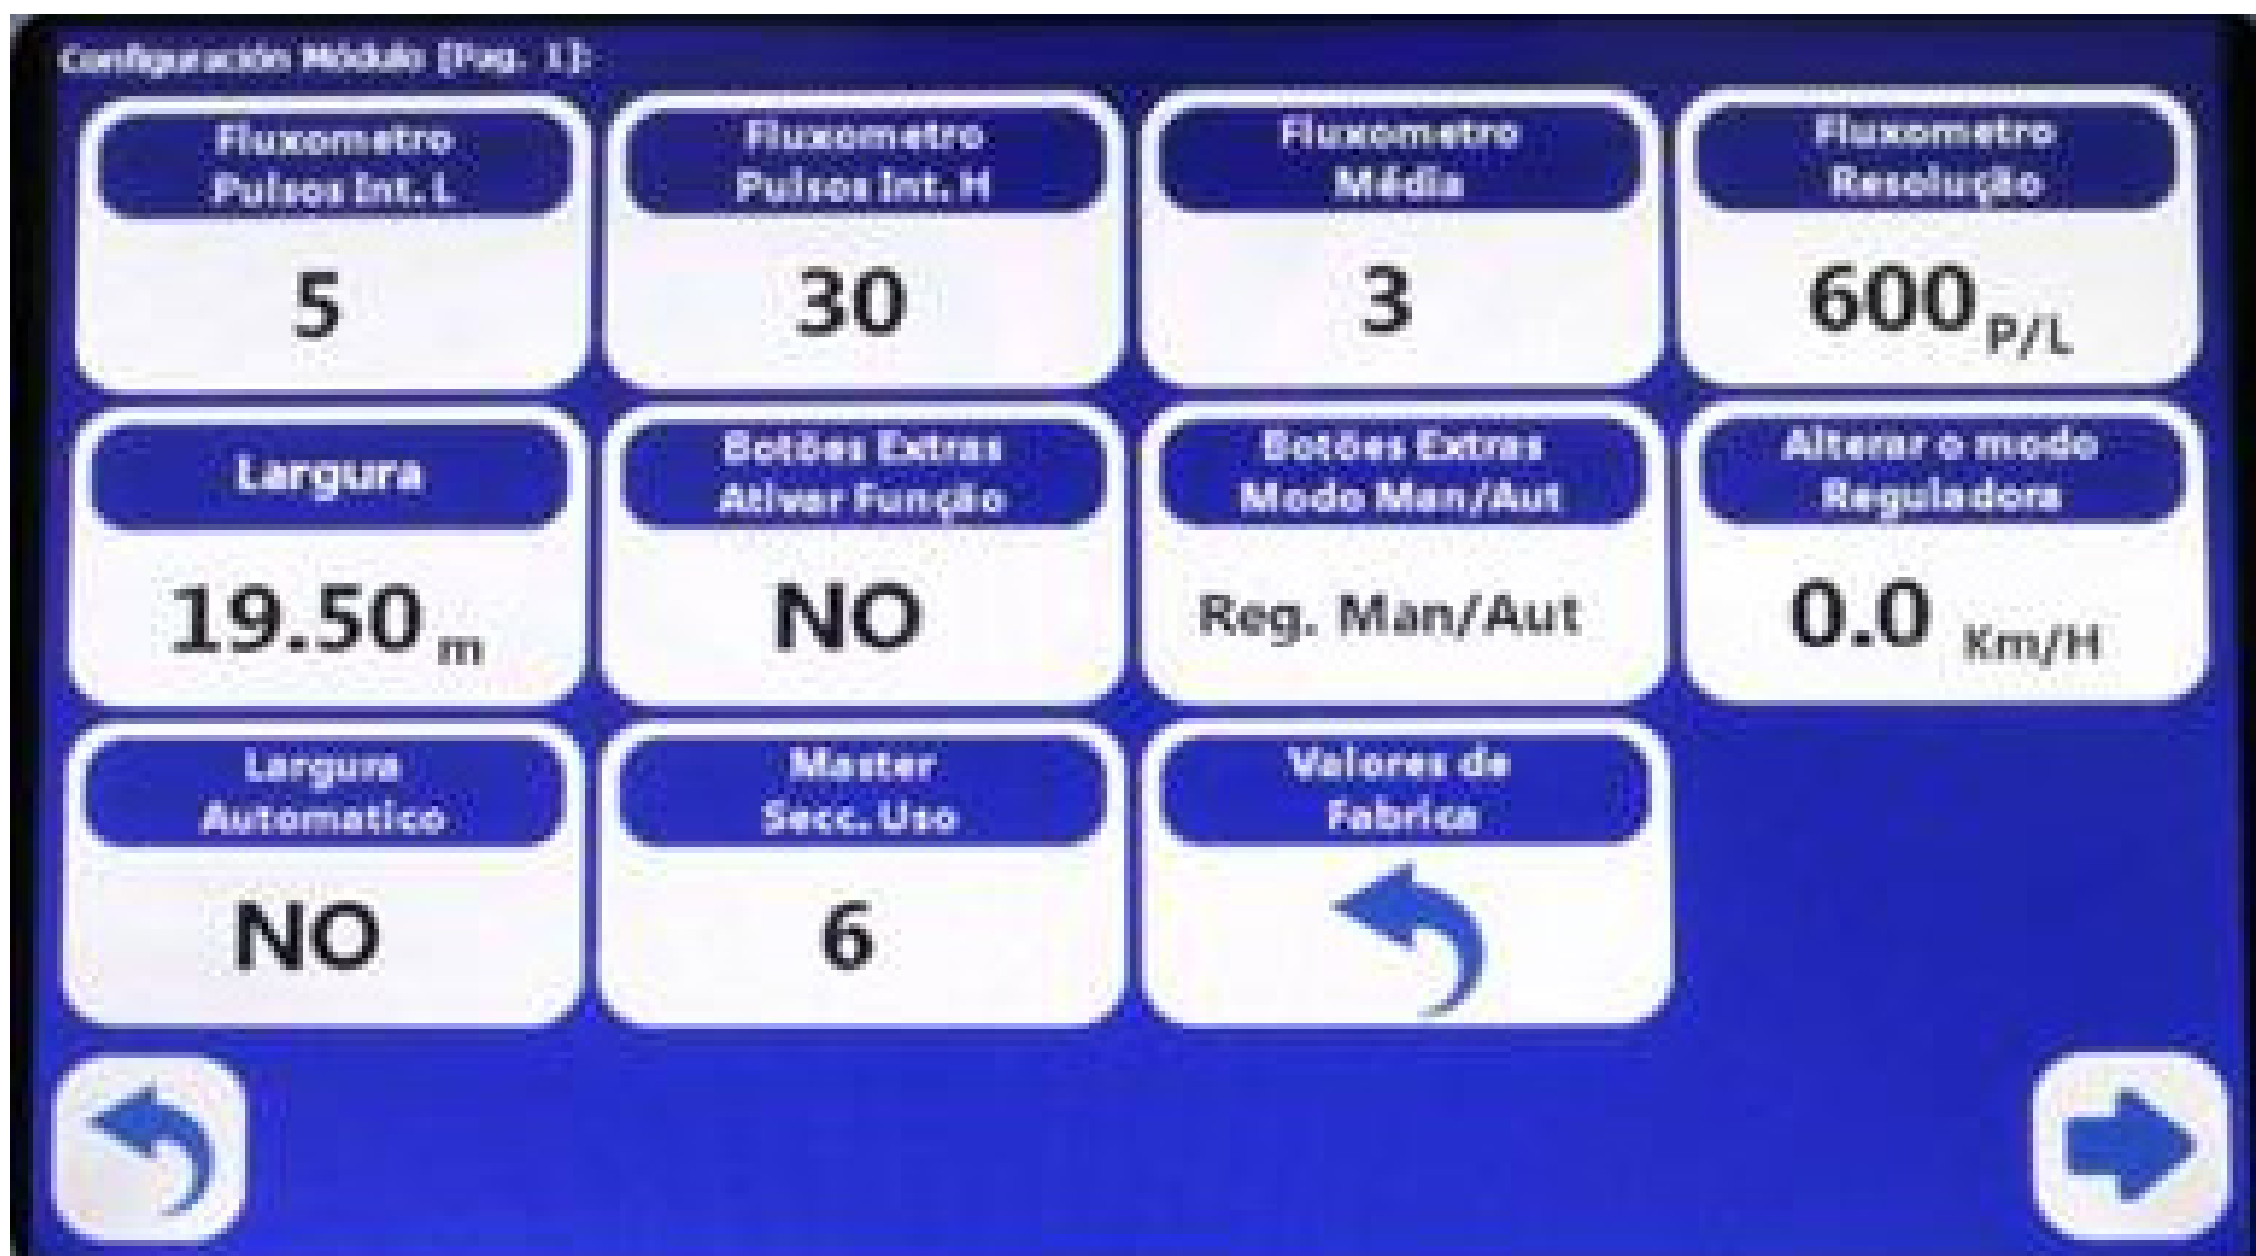 Configuración Módulo [Pag. 1]:
Fluxometro
Pulsos Int. L
5
Fluxometro
Pulsos Int. H
30
Fluxometro
Média
3
Fluxometro
Resolução
600 P/L
Largura
19.50 m
Botões Extras
Ativar Função
NO
Botões Extras
Modo Man/Aut
Reg. Man/Aut
Alterar o modo
Reguladora
0.0 Km/H
Largura
Automatico
NO
Master
Secc. Uso
6
Valores de
Fabrica